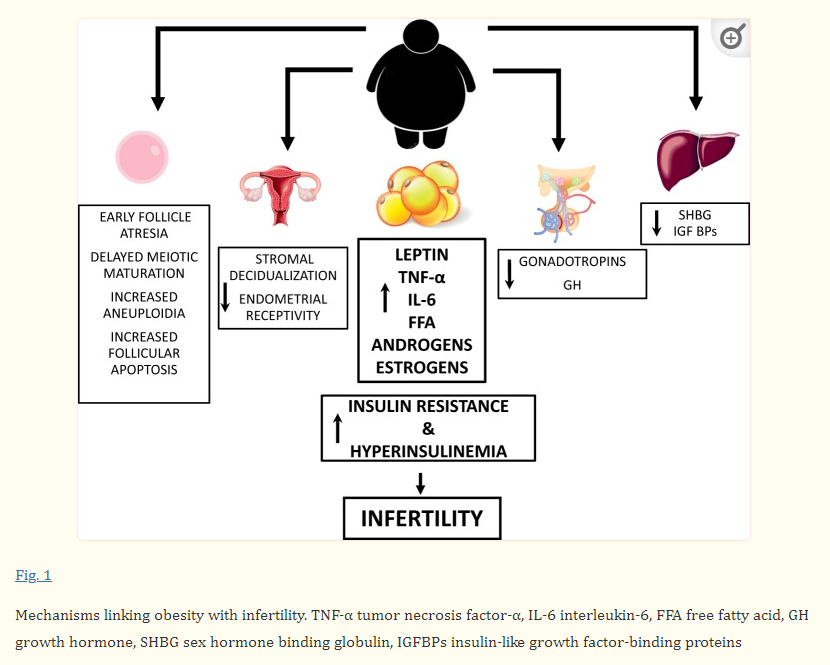 EARLY FOLLICLE
ATRESIA
DELAYED MEIOTIC
MATURATION
INCREASED
ANEUPLOIDIA
INCREASED
FOLLICULAR
APOPTOSIS
STROMAL
DECIDUALIZATION
ENDOMETRIAL
RECEPTIVITY
LEPTIN
TNF-α
IL-6
FFA
ANDROGENS
ESTROGENS
GONADOTROPINS
GH
SHBG
IGF BPs
INSULIN RESISTANCE
&
HYPERINSULINEMIA
INFERTILITY
Fig. 1
Mechanisms linking obesity with infertility. TNF-α tumor necrosis factor-α, IL-6 interleukin-6, FFA free fatty acid, GH
growth hormone, SHBG sex hormone binding globulin, IGFBPs insulin-like growth factor-binding proteins